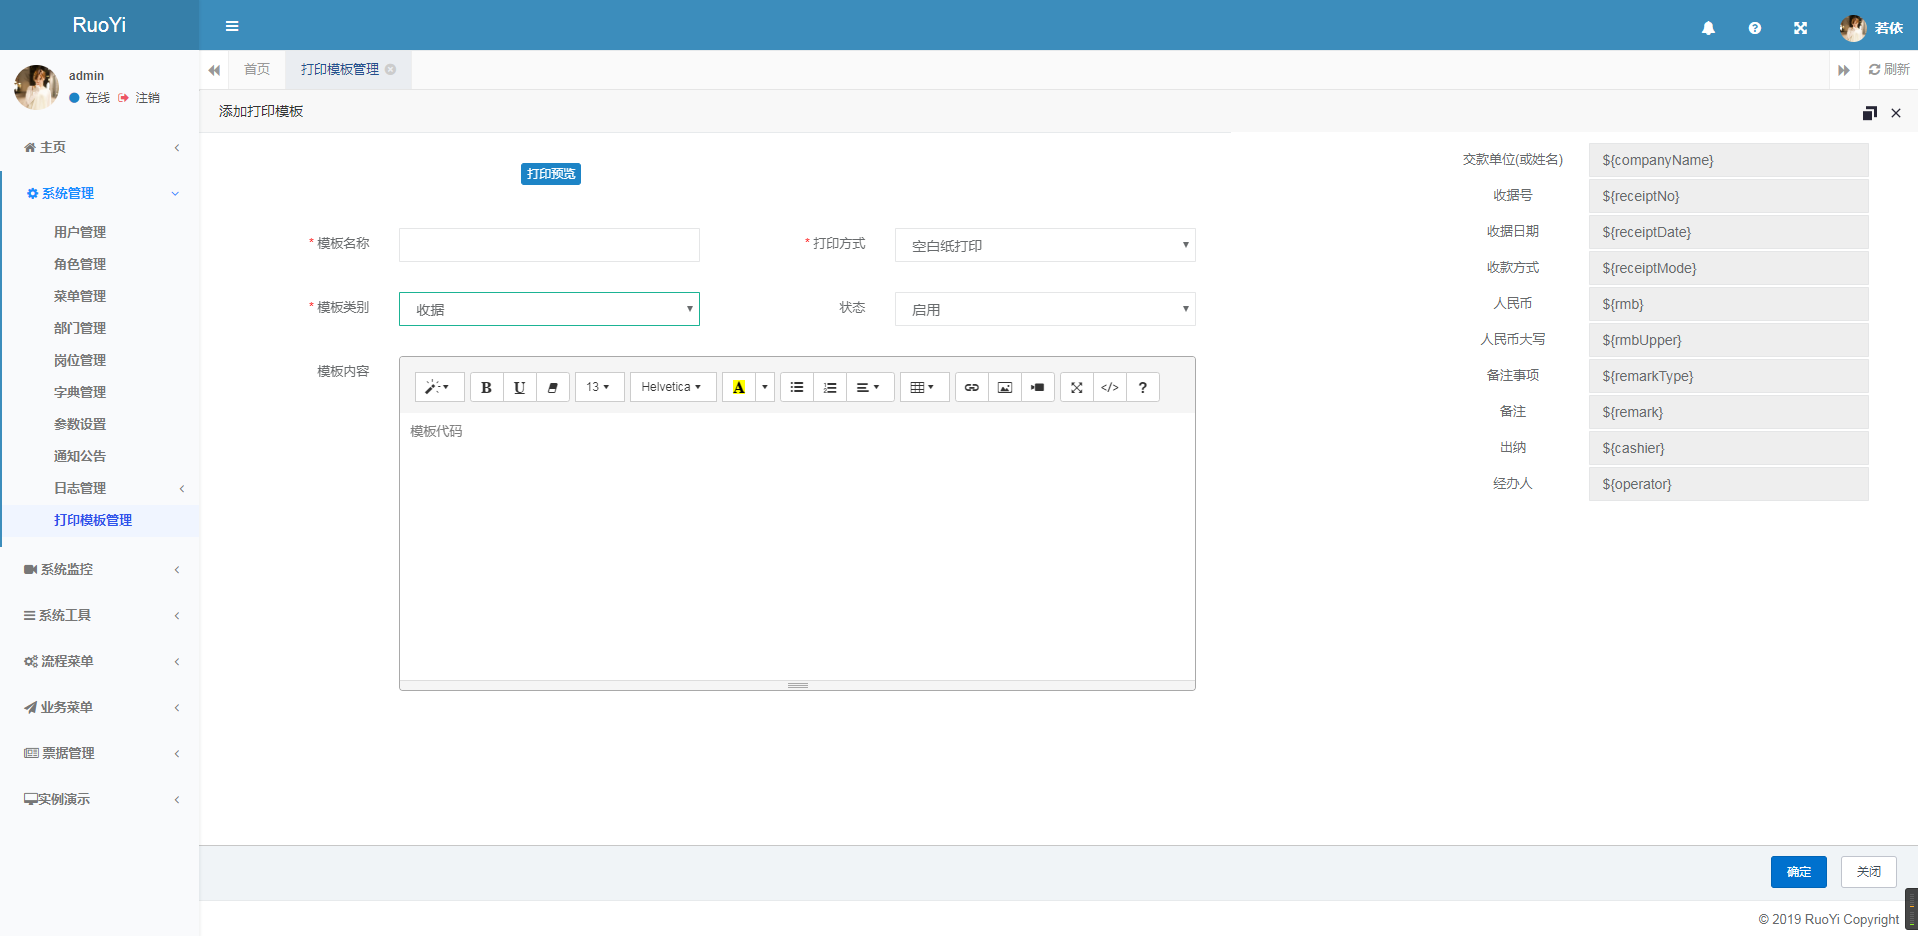 RuoYi
若依
admin
在线 注销
首页
打印模板管理
刷新
主页
系统管理
用户管理
角色管理
菜单管理
部门管理
岗位管理
字典管理
参数设置
通知公告
日志管理
打印模板管理
系统监控
系统工具
流程菜单
业务菜单
票据管理
实例演示
添加打印模板
打印预览
* 模板名称
* 打印方式 空白纸打印
* 模板类别 收据
状态 启用
模板内容
B U 13 Helvetica A </> ?
模板代码
交款单位(或姓名) ${companyName}
收据号 ${receiptNo}
收据日期 ${receiptDate}
收款方式 ${receiptMode}
人民币 ${rmb}
人民币大写 ${rmbUpper}
备注事项 ${remarkType}
备注 ${remark}
出纳 ${cashier}
经办人 ${operator}
确定 关闭
© 2019 RuoYi Copyright